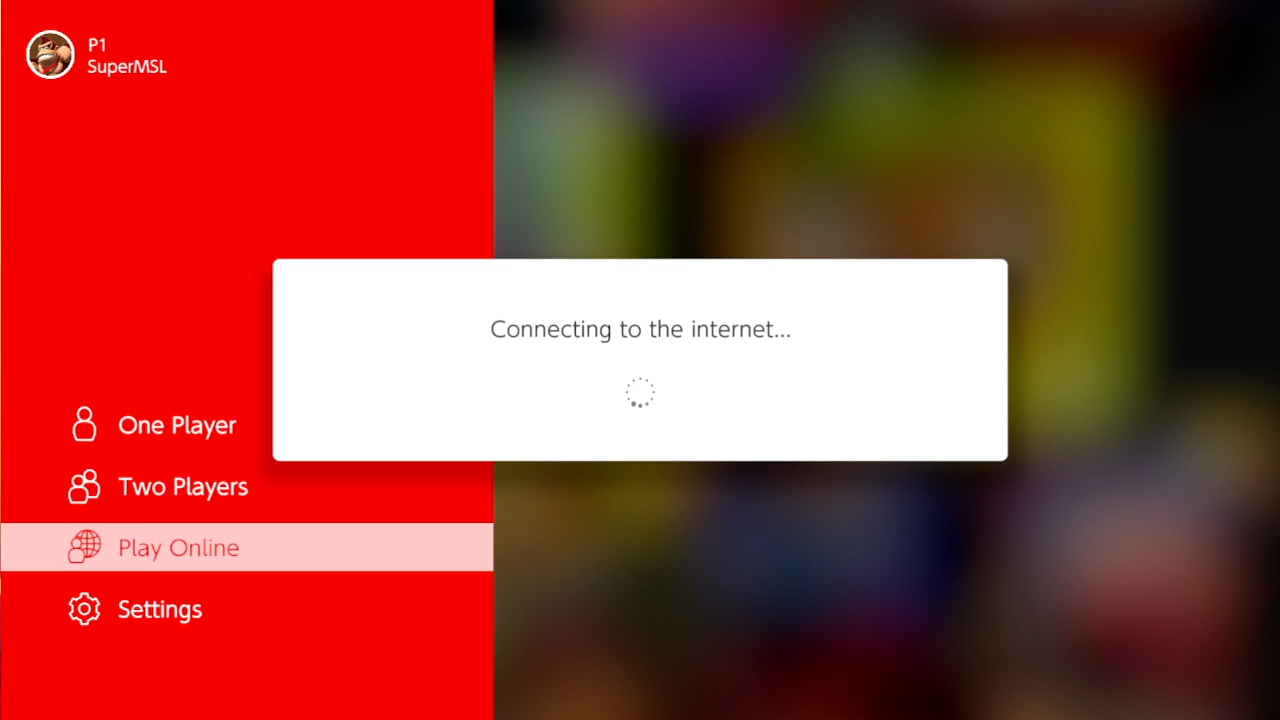 P1
SuperMSL
Connecting to the internet...
One Player
Two Players
Play Online
Settings